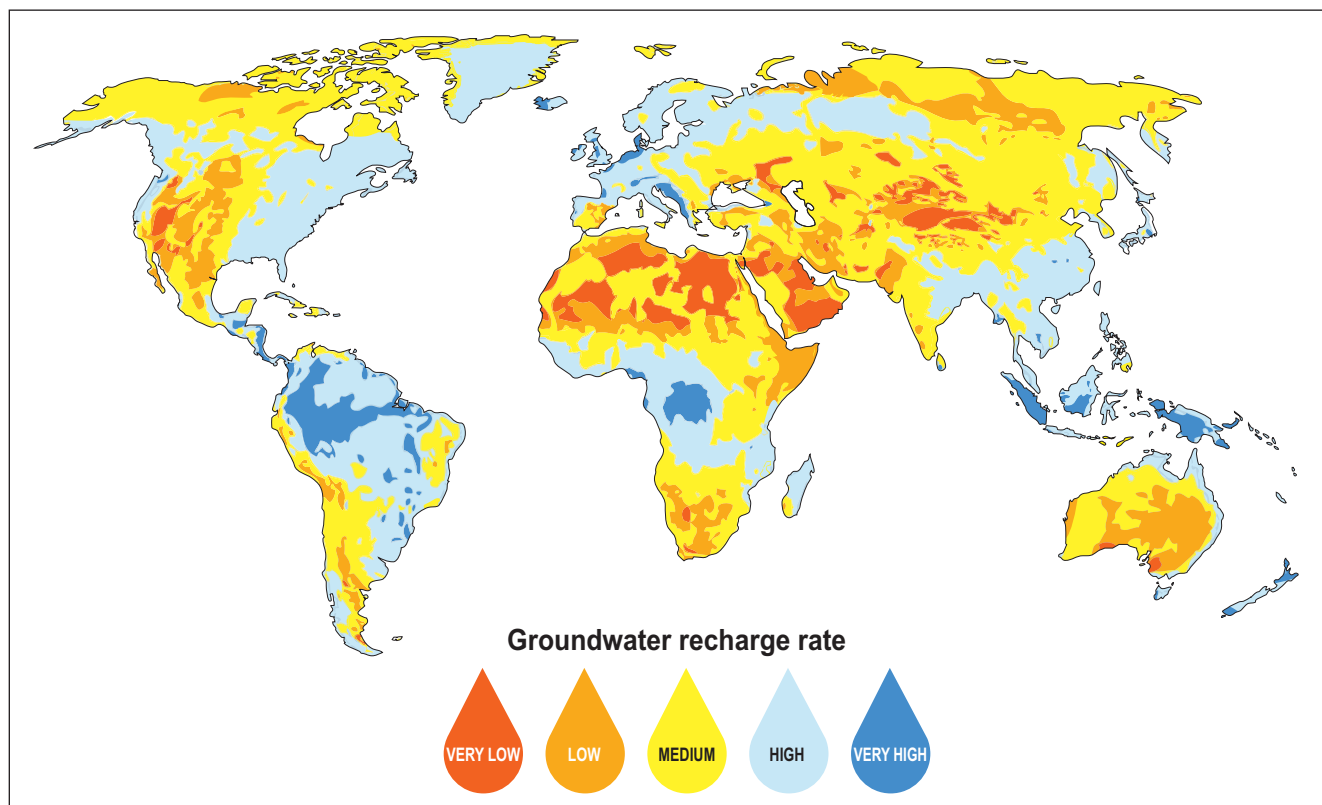 Groundwater recharge rate
VERY LOW
LOW
MEDIUM
HIGH
VERY HIGH